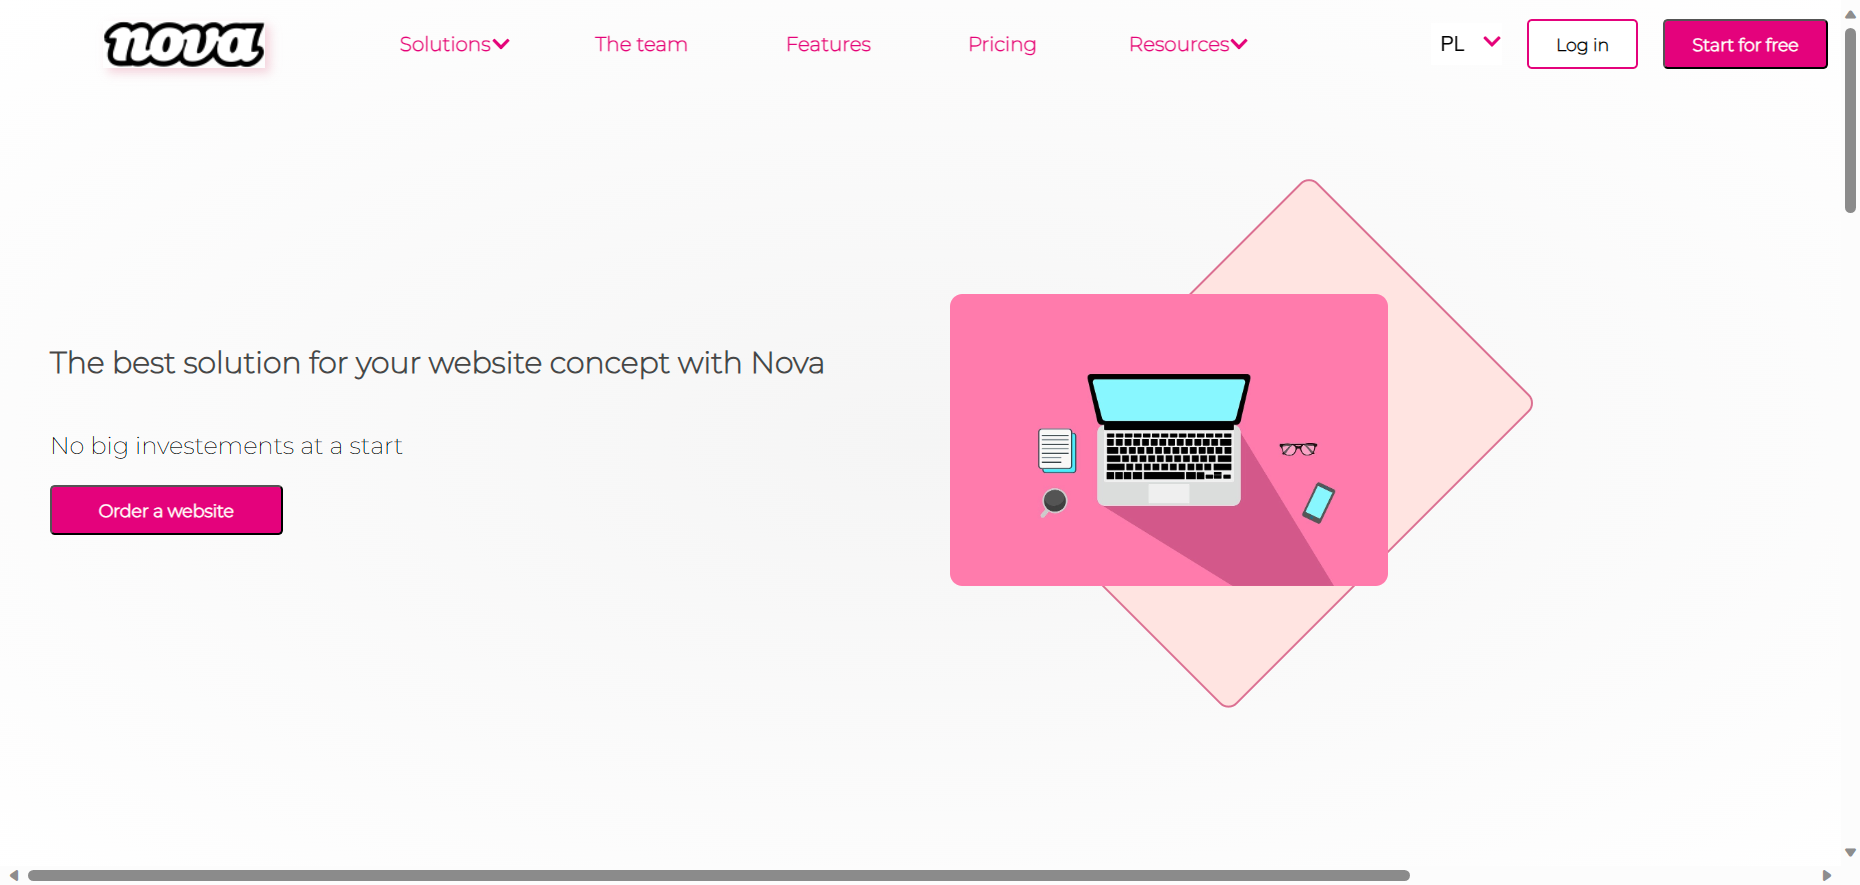 nova
Solutions
The team
Features
Pricing
Resources
PL
Log in
Start for free
The best solution for your website concept with Nova
No big investements at a start
Order a website